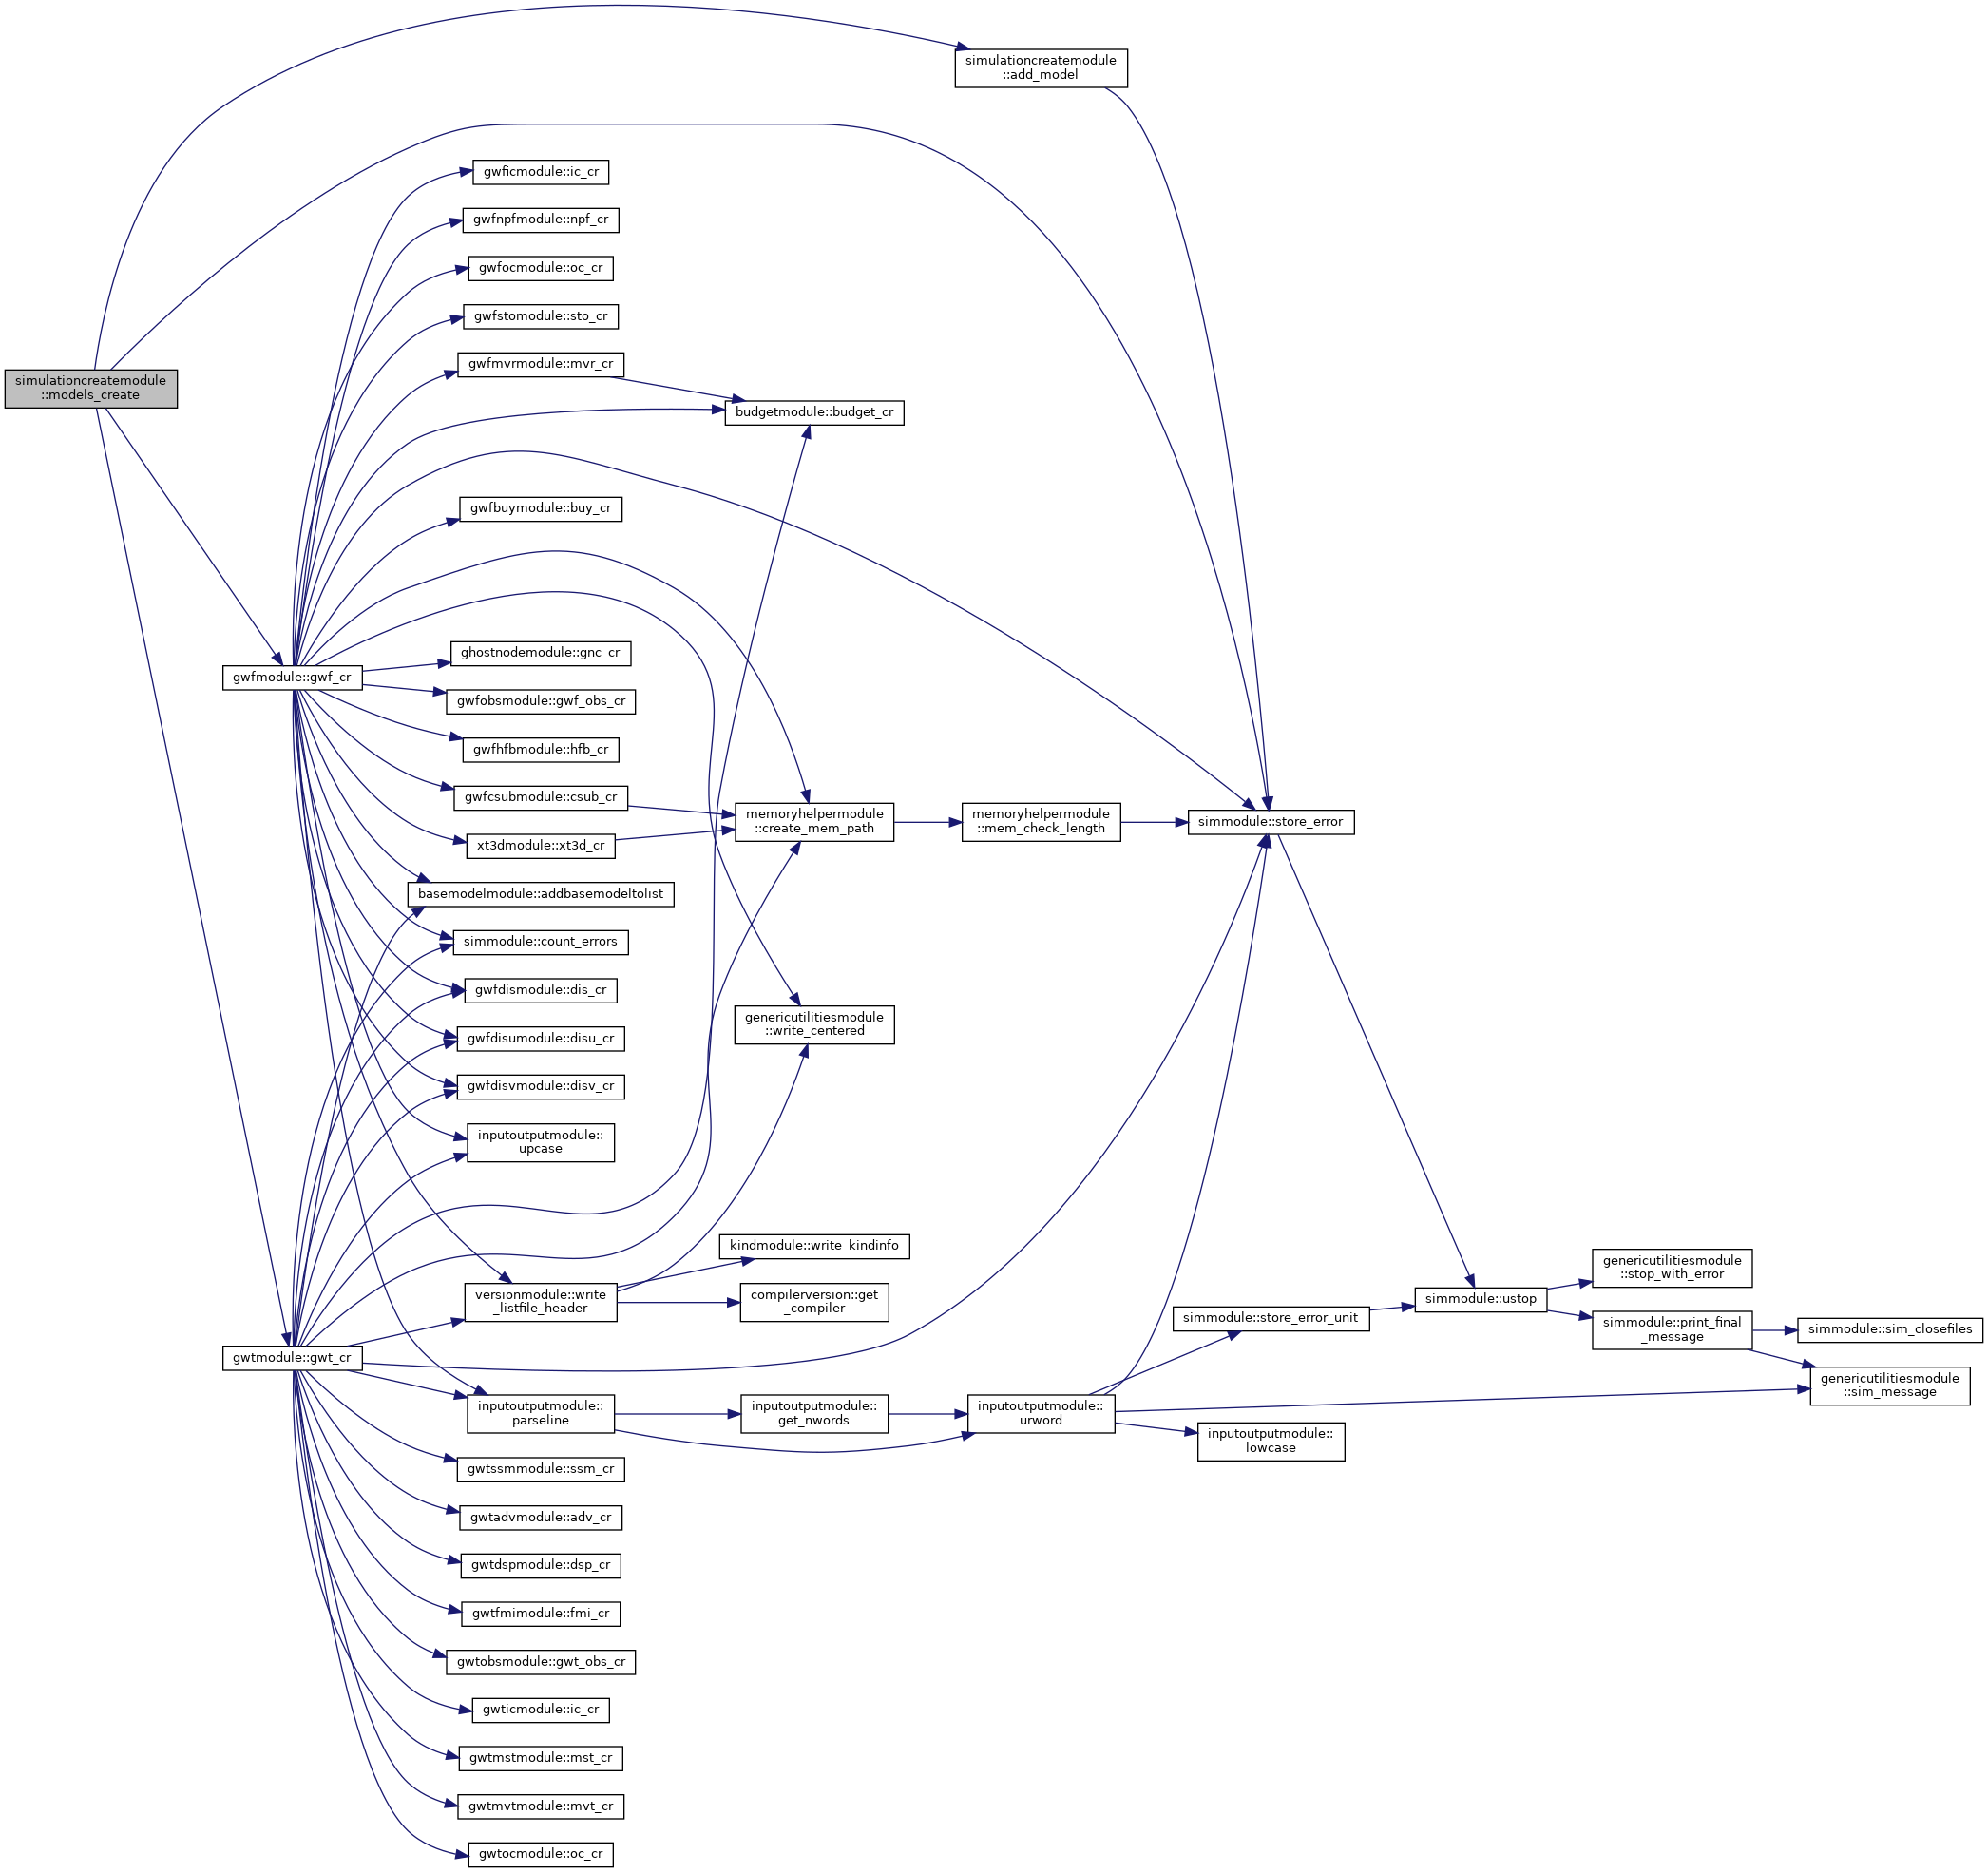 simulationcreatemodule
::models_create
simulationcreatemodule
::add_model
gwficmodule::ic_cr
gwfnpfmodule::npf_cr
gwfocmodule::oc_cr
gwfstomodule::sto_cr
gwfmvrmodule::mvr_cr
budgetmodule::budget_cr
gwfbuymodule::buy_cr
ghostnodemodule::gnc_cr
gwfmodule::gwf_cr
gwfobsmodule::gwf_obs_cr
gwfhfbmodule::hfb_cr
gwfcsubmodule::csub_cr
xt3dmodule::xt3d_cr
memoryhelpermodule
::create_mem_path
memoryhelpermodule
::mem_check_length
simmodule::store_error
basemodelmodule::addbasemodeltolist
simmodule::count_errors
gwfdismodule::dis_cr
gwfdisumodule::disu_cr
gwfdisvmodule::disv_cr
genericutilitiesmodule
::write_centered
inputoutputmodule::
upcase
kindmodule::write_kindinfo
versionmodule::write
_listfile_header
compilerversion::get
_compiler
gwtmodule::gwt_cr
inputoutputmodule::
parseline
inputoutputmodule::
get_nwords
inputoutputmodule::
urword
simmodule::store_error_unit
inputoutputmodule::
lowcase
simmodule::ustop
genericutilitiesmodule
::stop_with_error
simmodule::print_final
_message
simmodule::sim_closefiles
genericutilitiesmodule
::sim_message
gwtssmmodule::ssm_cr
gwtadvmodule::adv_cr
gwtdspmodule::dsp_cr
gwtfmimodule::fmi_cr
gwtobsmodule::gwt_obs_cr
gwticmodule::ic_cr
gwtmstmodule::mst_cr
gwtmvtmodule::mvt_cr
gwtocmodule::oc_cr